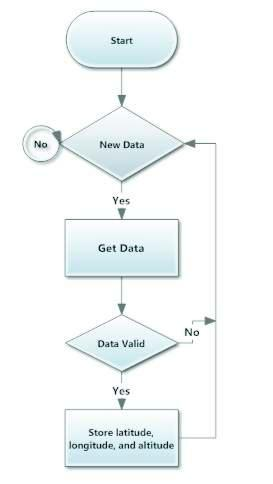 Start
No
New Data
Yes
Get Data
Data Valid
No
Yes
Store latitude,
longitude, and altitude